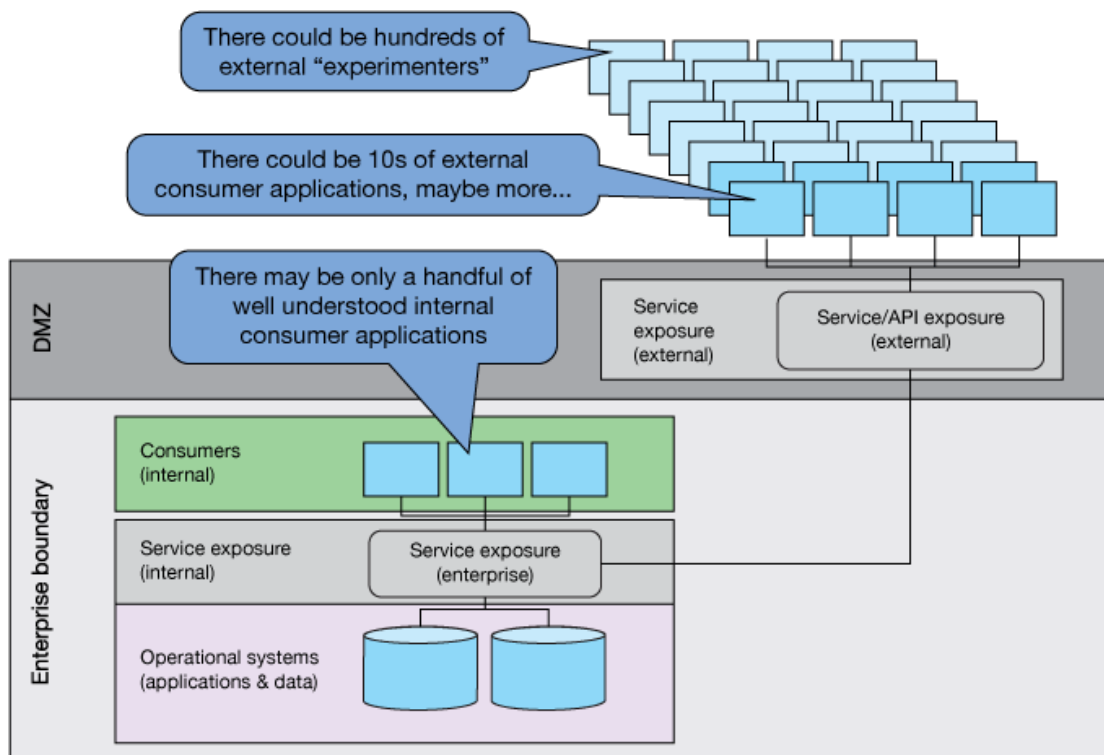 There could be hundreds of
external “experimenters”
There could be 10s of external
consumer applications, maybe more...
There may be only a handful of
well understood internal
consumer applications
DMZ
Service
exposure
(external)
Service/API exposure
(external)
Enterprise boundary
Consumers
(internal)
Service exposure
(internal)
Service exposure
(enterprise)
Operational systems
(applications & data)